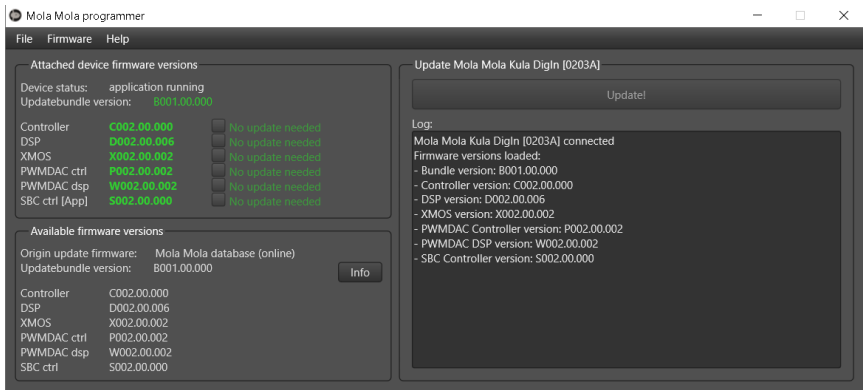 Mola Mola programmer
File Firmware Help
Attached device firmware versions
Device status: application running
Updatebundle version: B001.00.000
Controller C002.00.000 No update needed
DSP D002.00.006 No update needed
XMOS X002.00.002 No update needed
PWMDAC ctrl P002.00.002 No update needed
PWMDAC dsp W002.00.002 No update needed
SBC ctrl [App] S002.00.000 No update needed
Available firmware versions
Origin update firmware: Mola Mola database (online)
Updatebundle version: B001.00.000
Info
Controller C002.00.000
DSP D002.00.006
XMOS X002.00.002
PWMDAC ctrl P002.00.002
PWMDAC dsp W002.00.002
SBC ctrl S002.00.000
Update Mola Mola Kula DigIn [0203A]
Update!
Log:
Mola Mola Kula DigIn [0203A] connected
Firmware versions loaded:
- Bundle version: B001.00.000
- Controller version: C002.00.000
- DSP version: D002.00.006
- XMOS version: X002.00.002
- PWMDAC Controller version: P002.00.002
- PWMDAC DSP version: W002.00.002
- SBC Controller version: S002.00.000